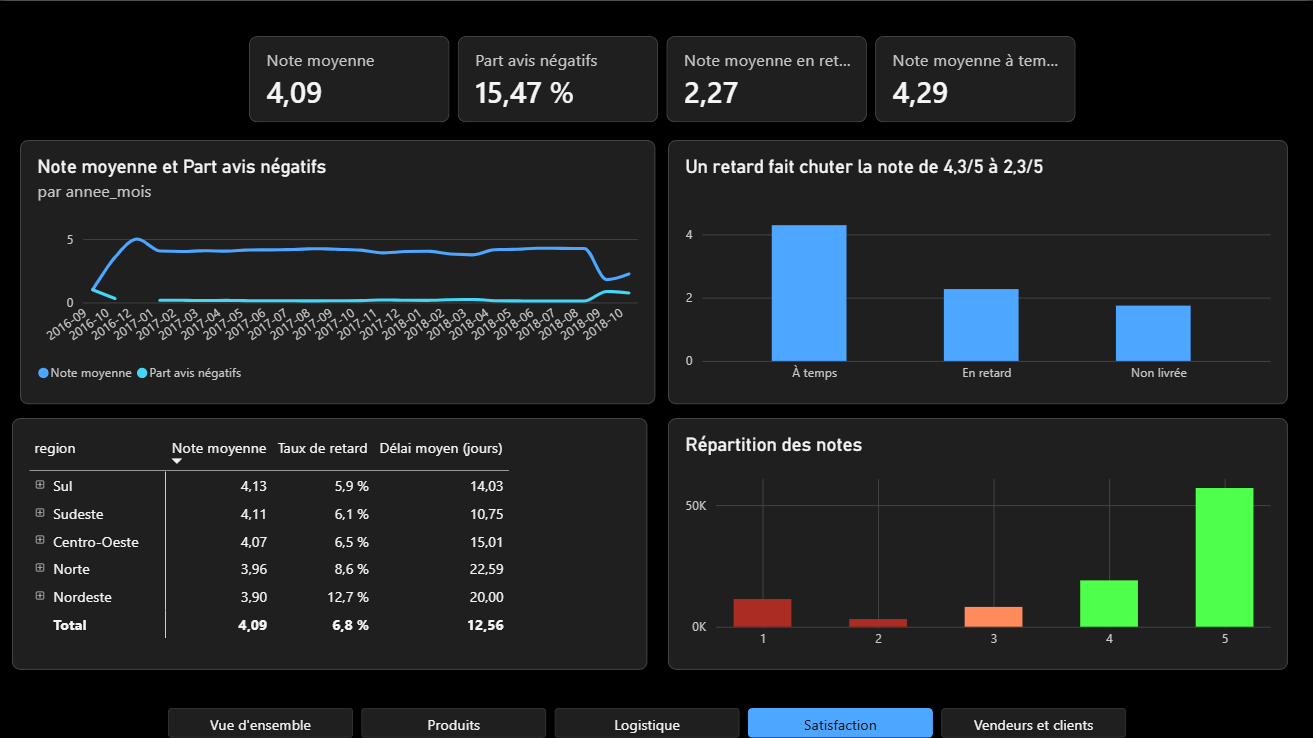 Note moyenne
4,09
Part avis négatifs
15,47 %
Note moyenne en ret...
2,27
Note moyenne à tem...
4,29
Note moyenne et Part avis négatifs
par annee_mois
5
0
2016-09
2016-10
2016-12
2017-01
2017-02
2017-03
2017-04
2017-05
2017-06
2017-07
2017-08
2017-09
2017-10
2017-11
2017-12
2018-01
2018-02
2018-03
2018-04
2018-05
2018-06
2018-07
2018-08
2018-09
2018-10
Note moyenne Part avis négatifs
Un retard fait chuter la note de 4,3/5 à 2,3/5
4
2
0
À temps En retard Non livrée
region Note moyenne Taux de retard Délai moyen (jours)
Sul 4,13 5,9 % 14,03
Sudeste 4,11 6,1 % 10,75
Centro-Oeste 4,07 6,5 % 15,01
Norte 3,96 8,6 % 22,59
Nordeste 3,90 12,7 % 20,00
Total 4,09 6,8 % 12,56
Répartition des notes
50K
0K
1 2 3 4 5
Vue d'ensemble Produits Logistique Satisfaction Vendeurs et clients